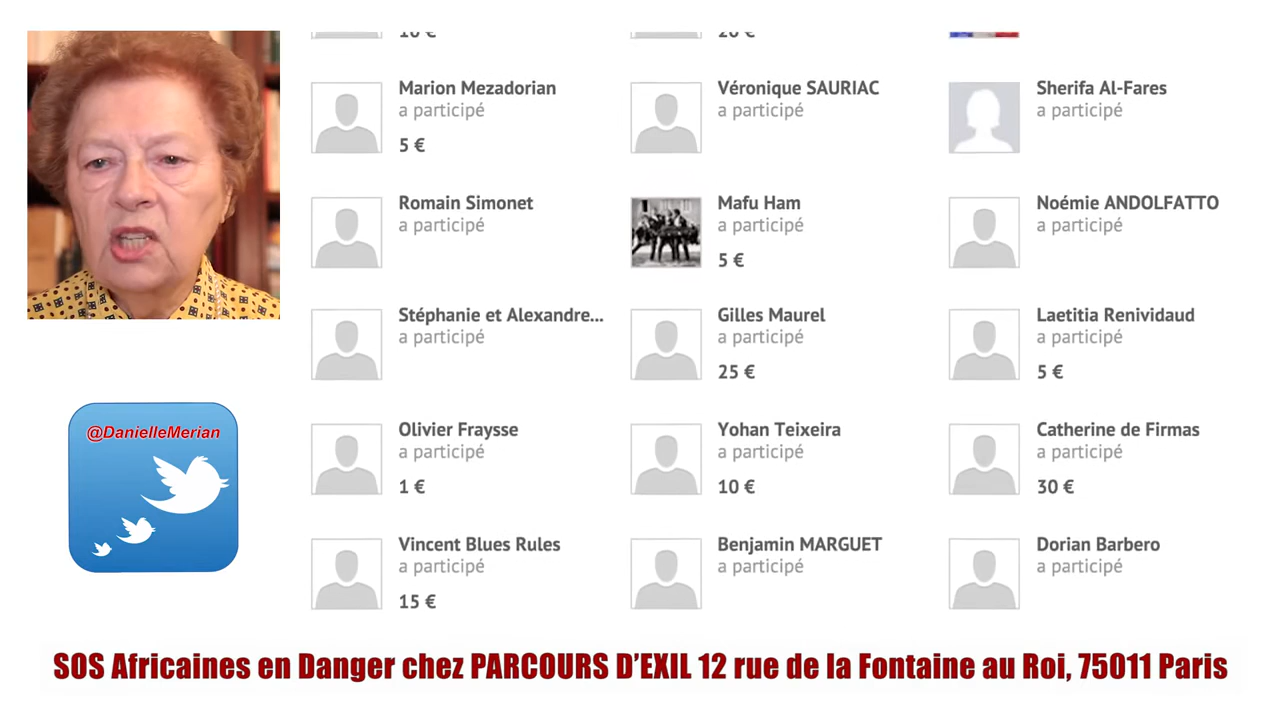 10 €
20 €
Marion Mezadorian
a participé
5 €
Véronique SAURIAC
a participé
Sherifa Al-Fares
a participé
Romain Simonet
a participé
Mafu Ham
a participé
5 €
Noémie ANDOLFATTO
a participé
Stéphanie et Alexandre...
a participé
Gilles Maurel
a participé
25 €
Laetitia Renividaud
a participé
5 €
@DanielleMerian
Olivier Fraysse
a participé
1 €
Yohan Teixeira
a participé
10 €
Catherine de Firmas
a participé
30 €
Vincent Blues Rules
a participé
15 €
Benjamin MARGUET
a participé
Dorian Barbero
a participé
SOS Africaines en Danger chez PARCOURS D'EXIL 12 rue de la Fontaine au Roi, 75011 Paris